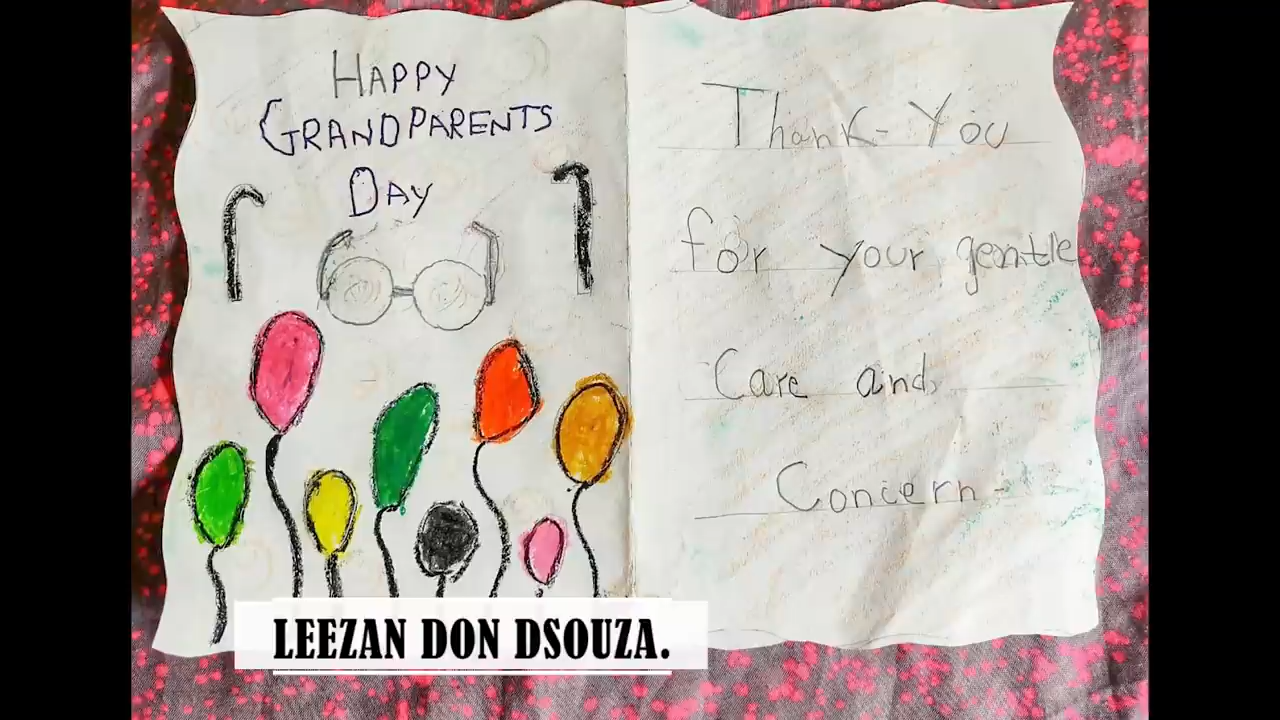 HAPPY
GRANDPARENTS
DAY
Thank-You
for your gentle
Care and
Concern-
LEEZAN DON DSOUZA.